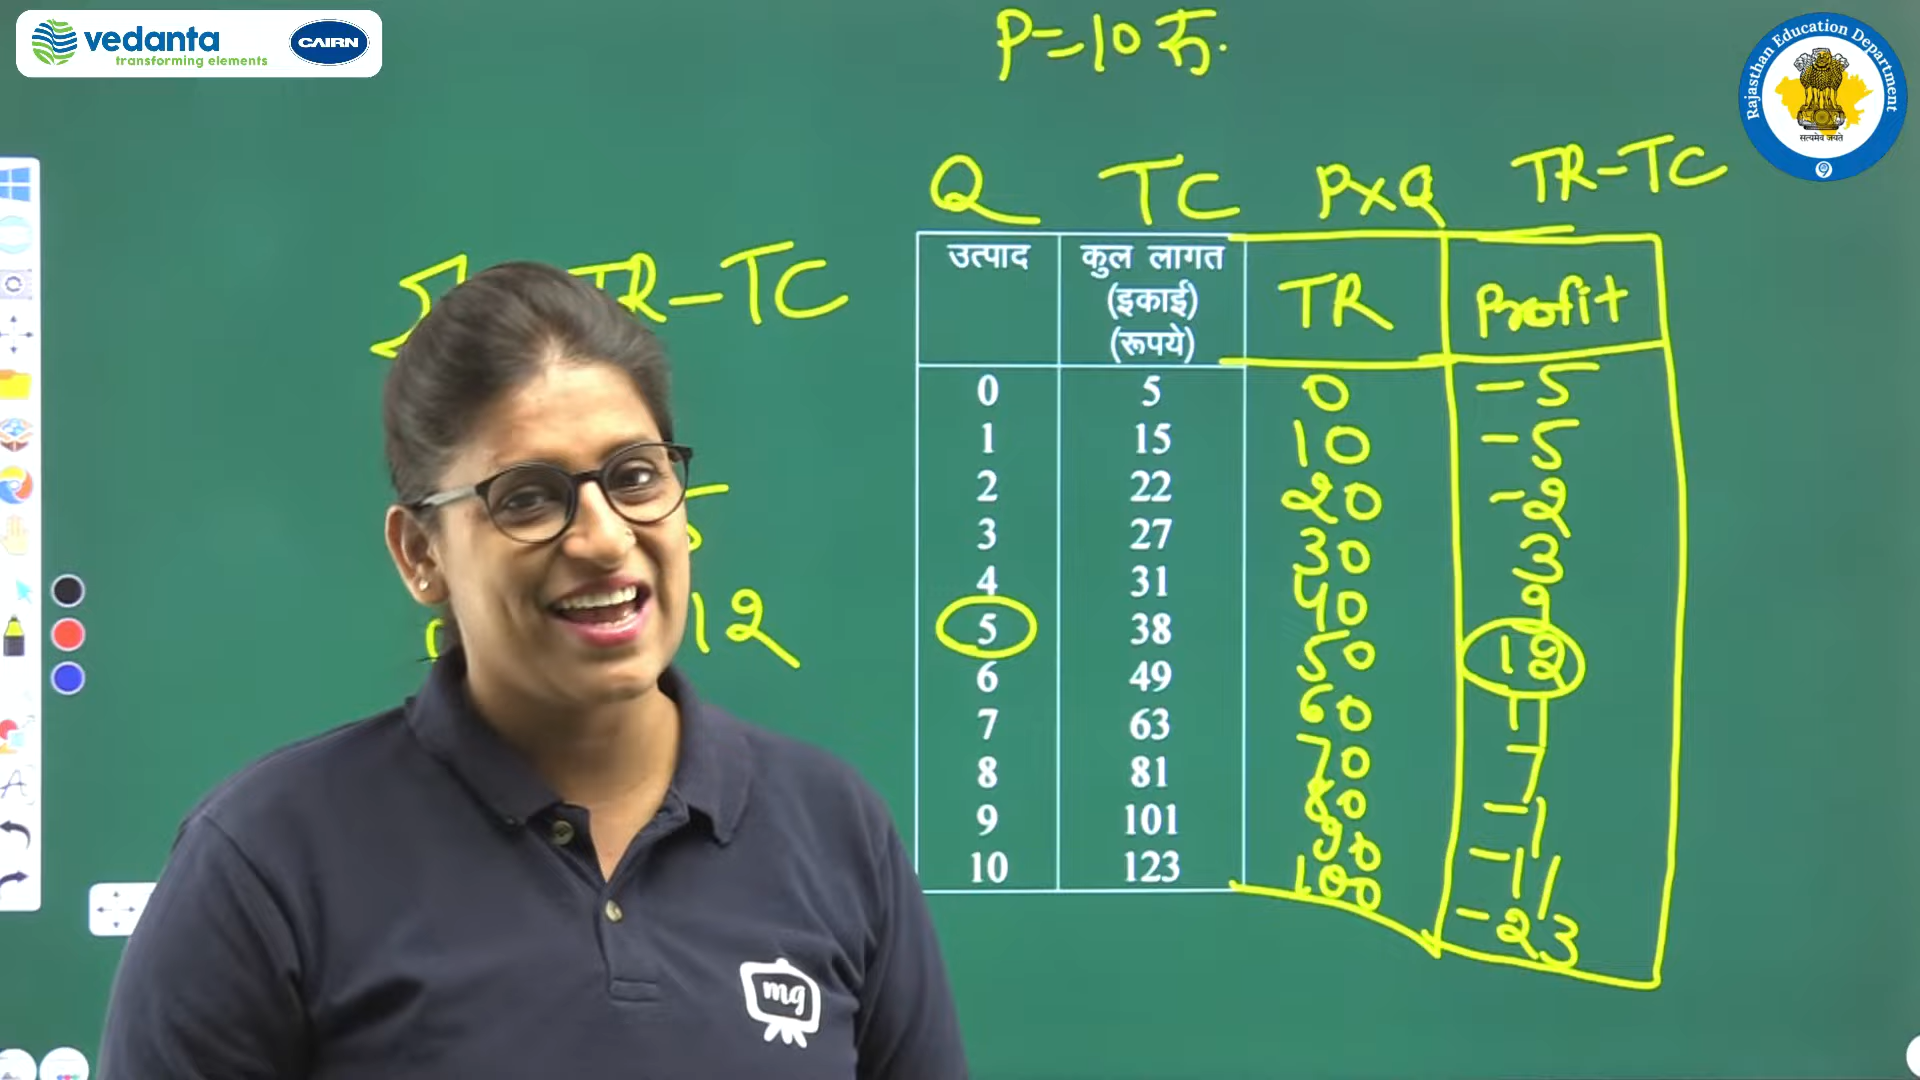 vedanta
transforming elements
CAIRN
P=10 रु.
Rajasthan Education Department
सत्यमेव जयते
Q TC P×Q TR-TC
TR-TC
उत्पाद कुल लागत (इकाई) (रूपये) TR Profit
0 5 0 -5
1 15 10 -5
2 22 20 -2
3 27 30 3
4 31 40 9
5 38 50 12
6 49 60 11
7 63 70 7
8 81 80 -1
9 101 90 -11
10 123 100 -23
12
mg